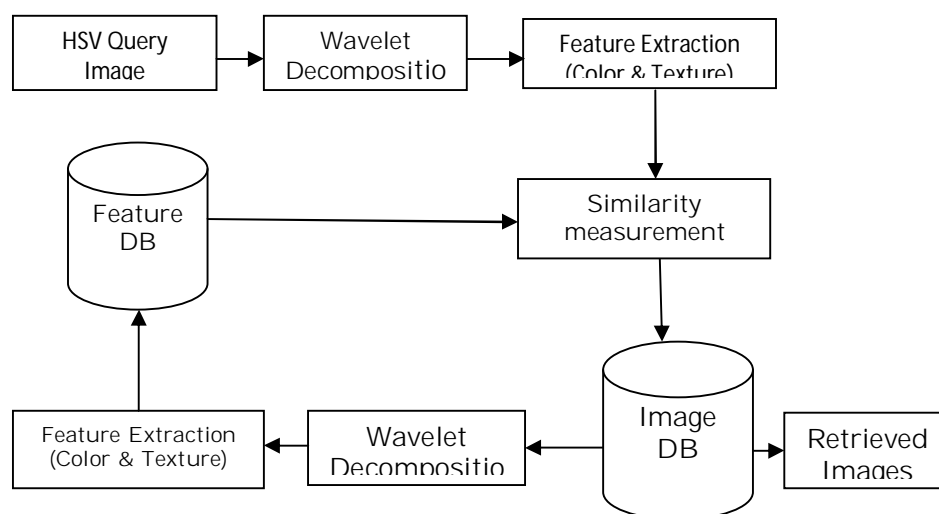 HSV Query
Image
Wavelet
Decompositio
Feature Extraction
(Color & Texture)
Feature
DB
Similarity
measurement
Image
DB
Feature Extraction
(Color & Texture)
Wavelet
Decompositio
Retrieved
Images